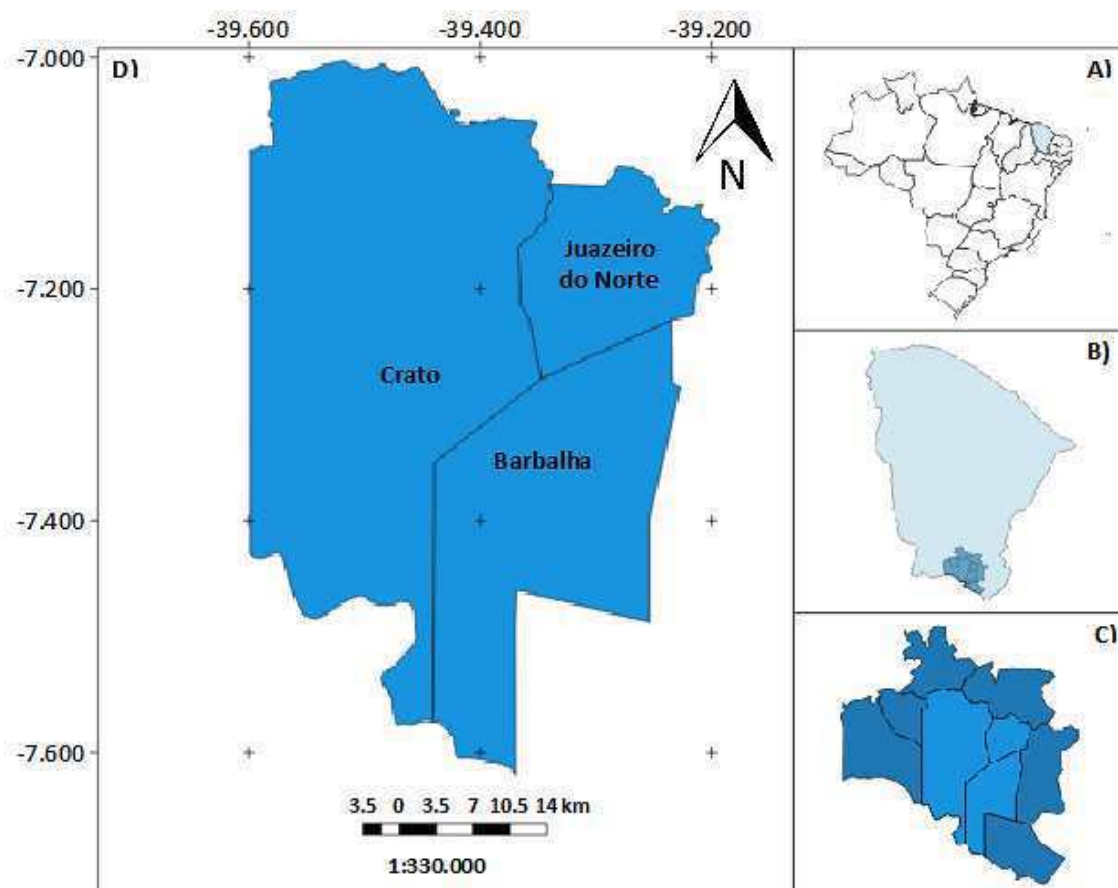 -39.600 -39.400 -39.200
-7.000
D)
A)
N
Juazeiro
do Norte
-7.200
B)
Crato
Barbalha
-7.400
C)
-7.600
3.5 0 3.5 7 10.5 14 km
1:330.000